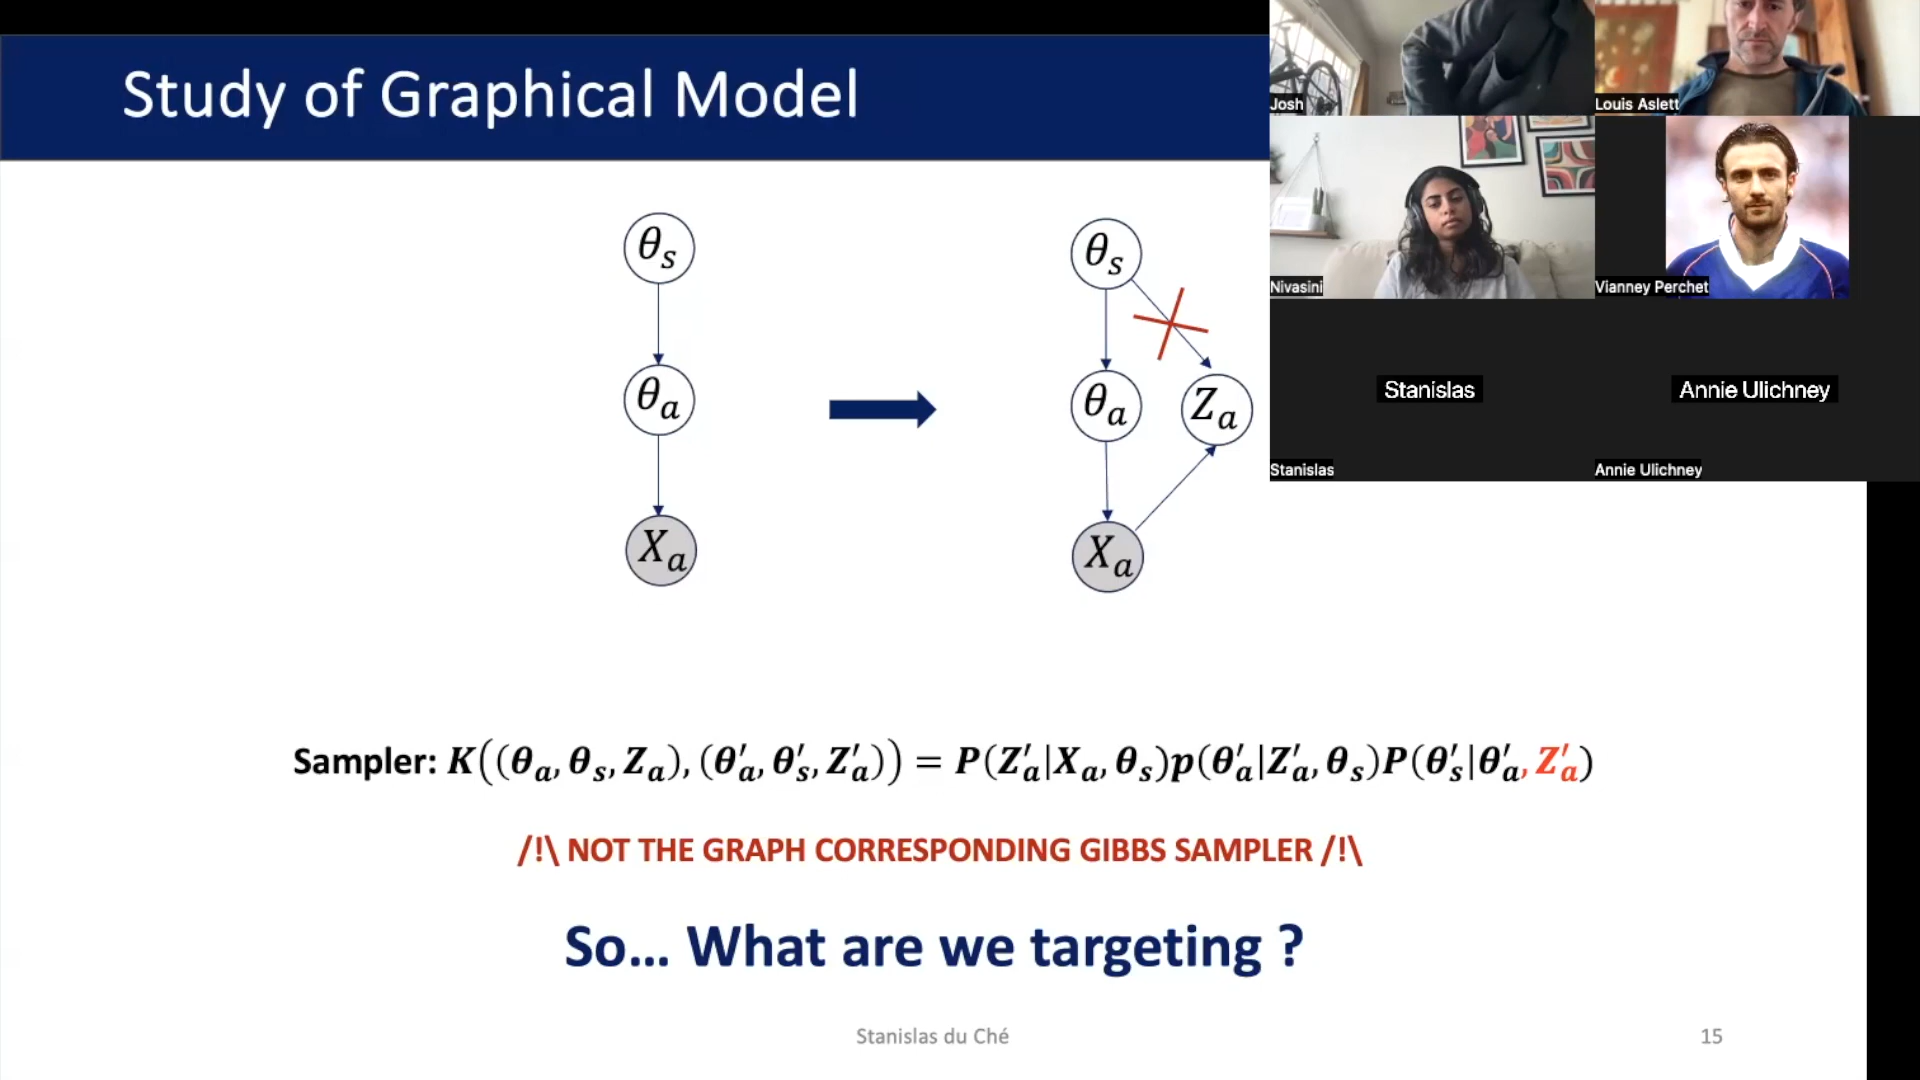 Study of Graphical Model
Josh
Louis Aslett
Nivasini
Vianney Perchet
Stanislas
Annie Ulichney
Stanislas
Annie Ulichney
θₛ
θₐ
Xₐ
θₛ
θₐ
Zₐ
Xₐ
Sampler: K((θₐ, θₛ, Zₐ), (θ′ₐ, θ′ₛ, Z′ₐ)) = P(Z′ₐ|Xₐ, θₛ)p(θ′ₐ|Z′ₐ, θₛ)P(θ′ₛ|θ′ₐ, Z′ₐ)
/!\ NOT THE GRAPH CORRESPONDING GIBBS SAMPLER /!\
So... What are we targeting ?
Stanislas du Ché
15